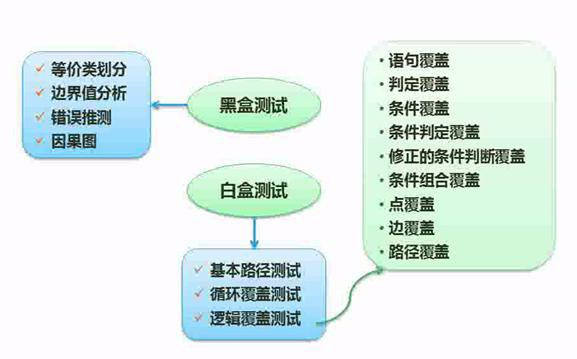 等价类划分
边界值分析
错误推测
因果图
黑盒测试
白盒测试
基本路径测试
循环覆盖测试
逻辑覆盖测试
语句覆盖
判定覆盖
条件覆盖
条件判定覆盖
修正的条件判断覆盖
条件组合覆盖
点覆盖
边覆盖
路径覆盖